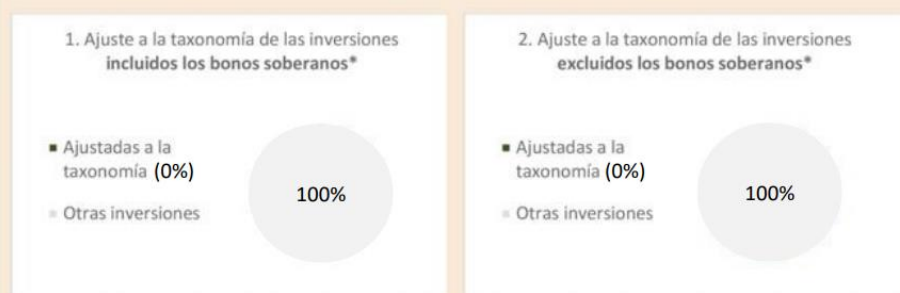 1. Ajuste a la taxonomía de las inversiones
incluidos los bonos soberanos*
■ Ajustadas a la
taxonomía (0%)
■ Otras inversiones
100%
2. Ajuste a la taxonomía de las inversiones
excluidos los bonos soberanos*
■ Ajustadas a la
taxonomía (0%)
■ Otras inversiones
100%